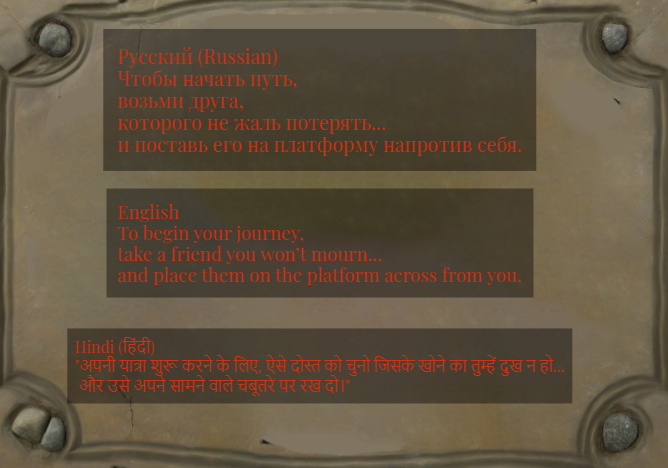 Русский (Russian)
Чтобы начать путь,
возьми друга,
которого не жаль потерять...
и поставь его на платформу напротив себя.
English
To begin your journey,
take a friend you won't mourn...
and place them on the platform across from you.
Hindi (हिंदी)
"अपनी यात्रा शुरू करने के लिए, ऐसे दोस्त को चुनो जिसके खोने का तुम्हें दुख न हो...
और उसे अपने सामने वाले चबूतरे पर रख दो।"